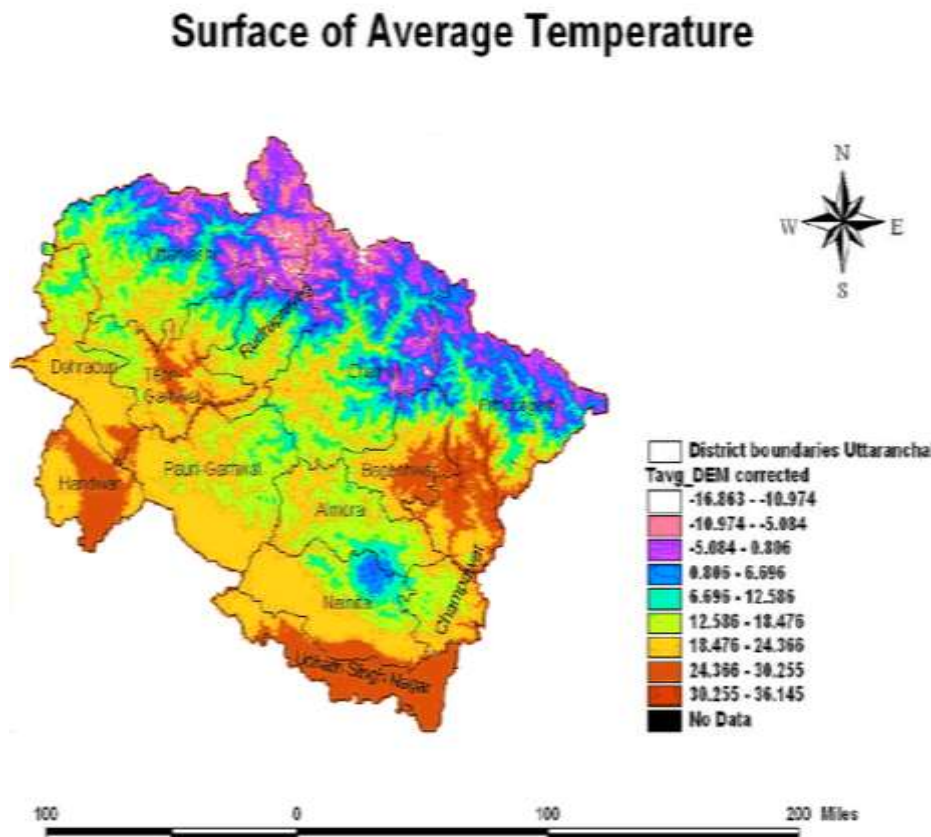 Surface of Average Temperature
N
W E
S
Dehradun
Tehri
Garhwal
Haridwar
Pauri-Garhwal
Bageshwar
Almora
Nainital
Champawat
Udham Singh Nagar
District boundaries Uttaranchal
Tavg_DEM corrected
-16.863 - -10.974
-10.974 - -5.084
-5.084 - 0.806
0.806 - 6.696
6.696 - 12.586
12.586 - 18.476
18.476 - 24.366
24.366 - 30.255
30.255 - 36.145
No Data
100 0 100 200 Miles